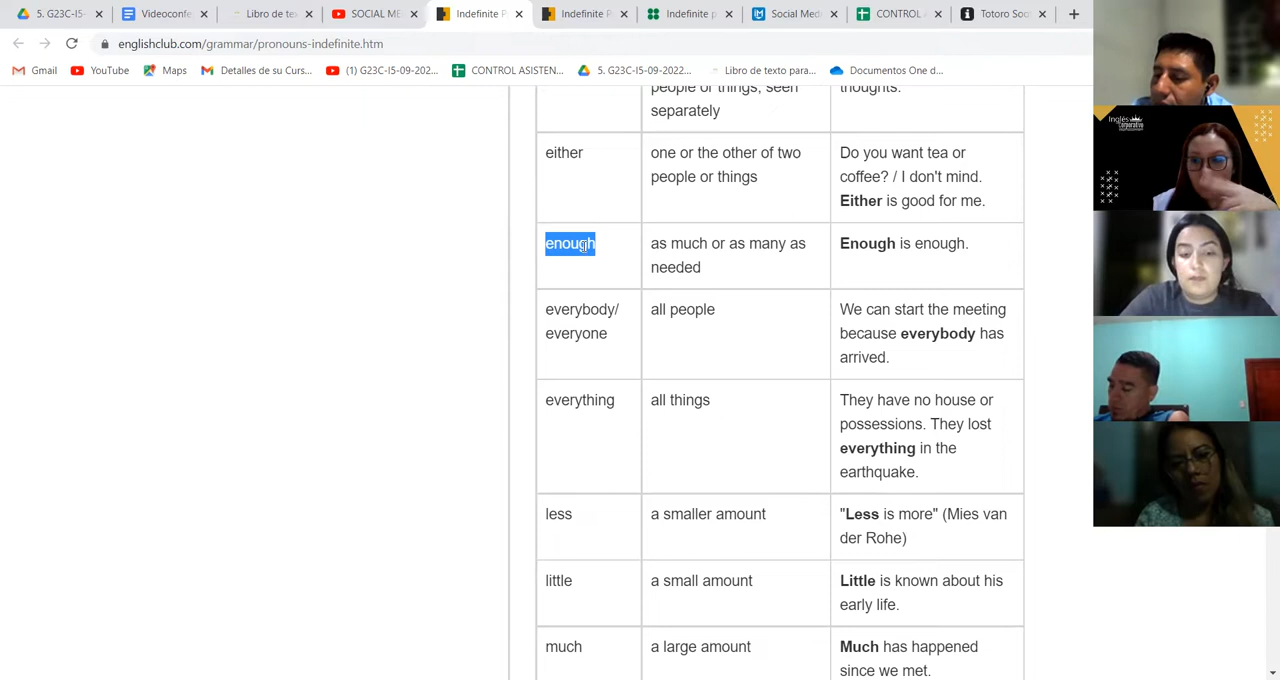 5. G23C-I5-
Videoconfe
Libro de te
SOCIAL ME
Indefinite
Indefinite P
Indefinite p
Social Med
CONTROL
Totoro Soo
englishclub.com/grammar/pronouns-indefinite.htm
Gmail
YouTube
Maps
Detalles de su Curs...
(1) G23C-I5-09-202...
CONTROL ASISTEN...
5. G23C-I5-09-2022...
Libro de texto para...
Documentos One d...
people or things, seen
thoughts.
separately
either
one or the other of two
people or things
Do you want tea or
coffee? / I don't mind.
Either is good for me.
enough
as much or as many as
needed
Enough is enough.
everybody/
everyone
all people
We can start the meeting
because everybody has
arrived.
everything
all things
They have no house or
possessions. They lost
everything in the
earthquake.
less
a smaller amount
"Less is more" (Mies van
der Rohe)
little
a small amount
Little is known about his
early life.
much
a large amount
Much has happened
since we met.
Inglés
Corporativo